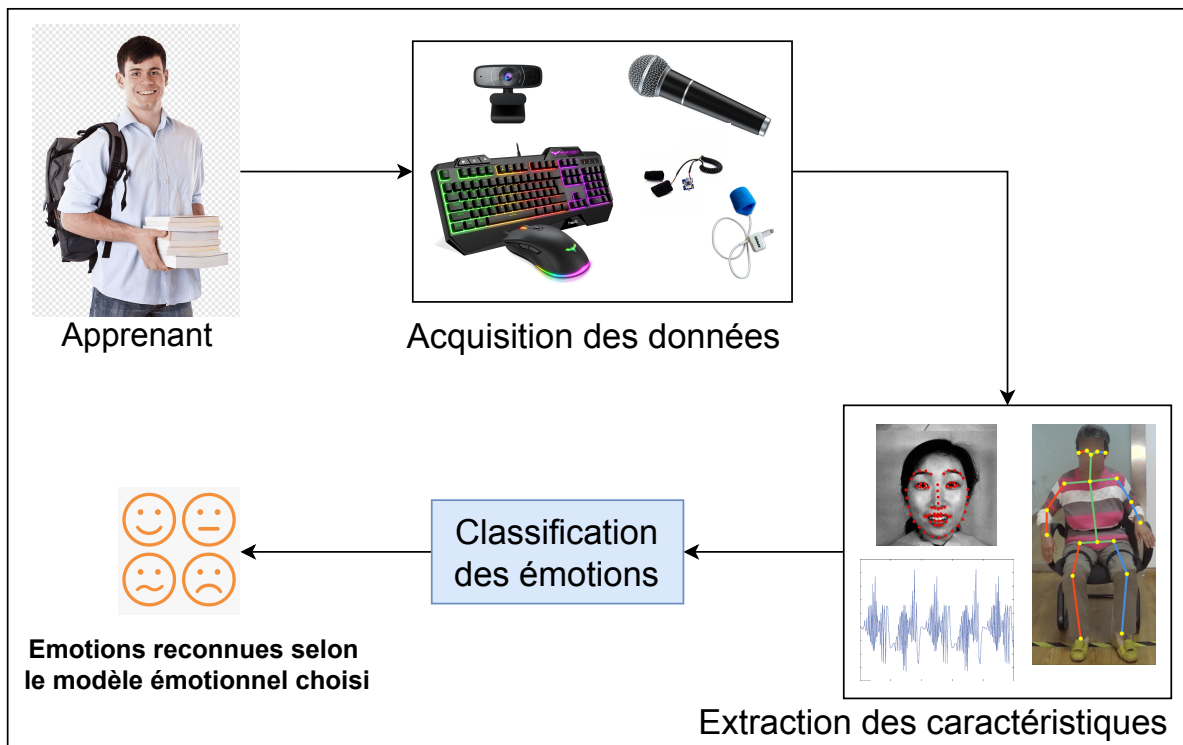 Apprenant
Acquisition des données
Classification
des émotions
Emotions reconnues selon
le modèle émotionnel choisi
Extraction des caractéristiques